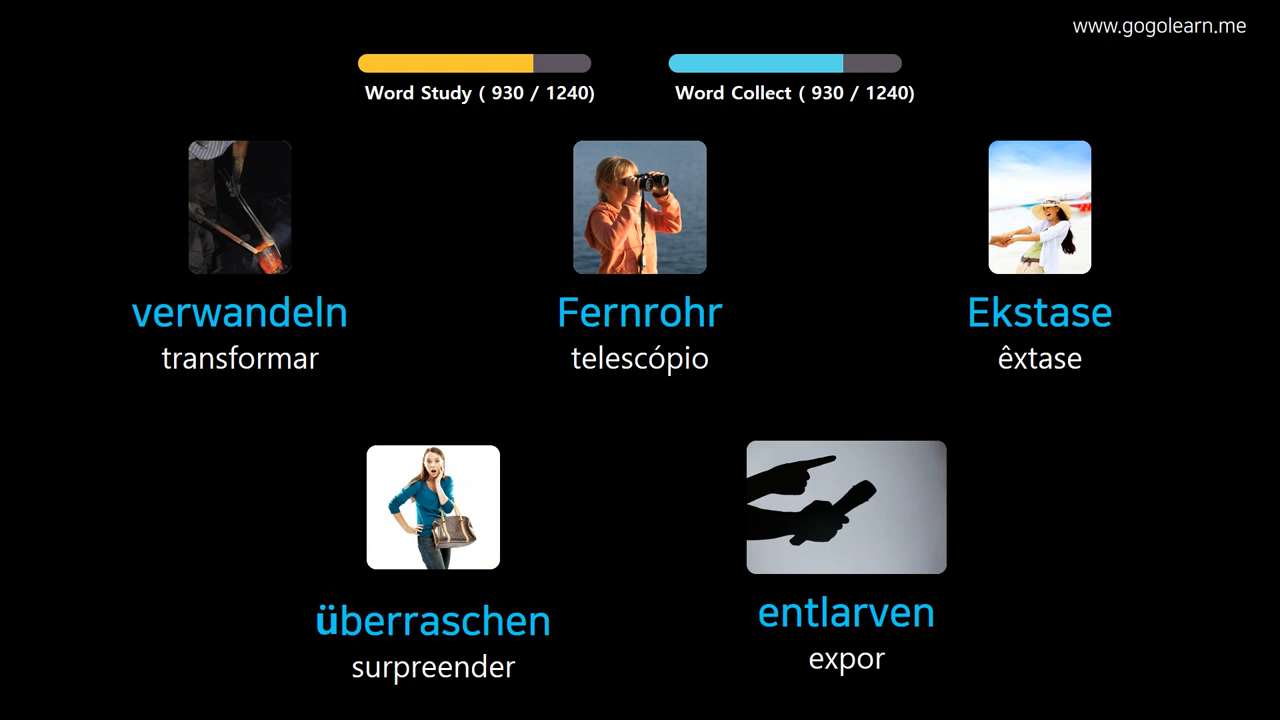 www.gogolearn.me
Word Study ( 930 / 1240)
Word Collect ( 930 / 1240)
verwandeln
transformar
Fernrohr
telescópio
Ekstase
êxtase
überraschen
surpreender
entlarven
expor